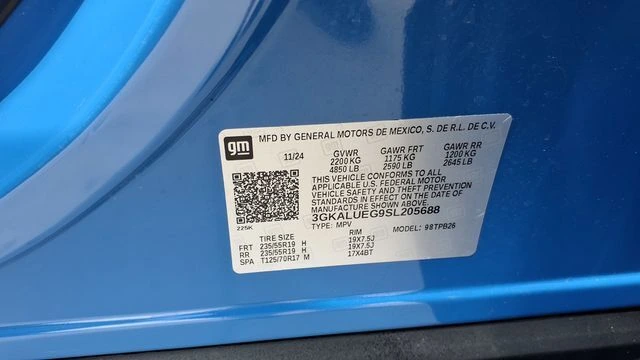 gm
MFD BY GENERAL MOTORS DE MEXICO, S. DE R.L. DE C.V.
11/24 GVWR GAWR FRT GAWR RR
2200 KG 1175 KG 1200 KG
4850 LB 2590 LB 2645 LB
THIS VEHICLE CONFORMS TO ALL
APPLICABLE U.S. FEDERAL MOTOR
VEHICLE SAFETY, BUMPER, AND THEFT
PREVENTION STANDARDS IN EFFECT ON THE DATE OF
MANUFACTURE SHOWN ABOVE.
3GKALUEG9SL205688
225K
TYPE: MPV MODEL: 98TPB26
TIRE SIZE RIM
FRT 235/55R19 H 19X7.5J
RR 235/55R19 H 19X7.5J
SPA T125/70R17 M 17X4BT